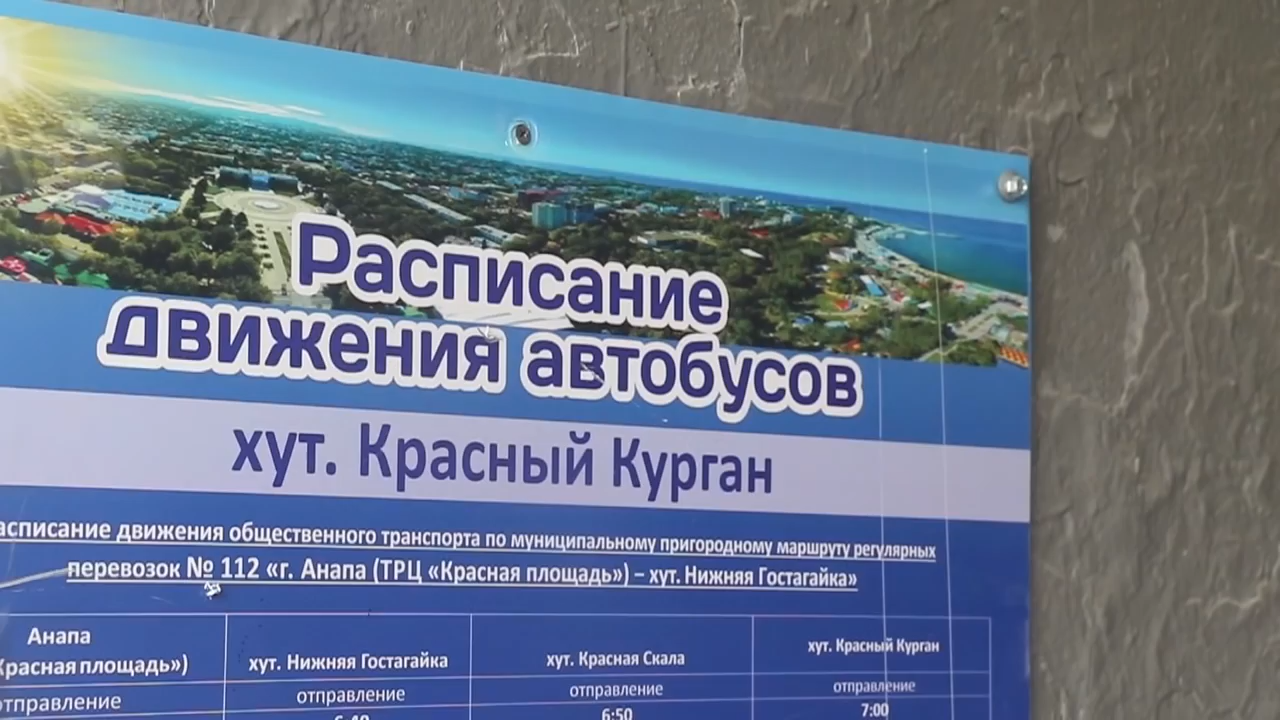 Расписание
движения автобусов
хут. Красный Курган
асписание движения общественного транспорта по муниципальному пригородному маршруту регулярных
перевозок № 112 «г. Анапа (ТРЦ «Красная площадь») – хут. Нижняя Гостагайка»
Анапа
Красная площадь»)
хут. Нижняя Гостагайка
хут. Красная Скала
хут. Красный Курган
отправление
отправление
отправление
отправление
6:50
7:00